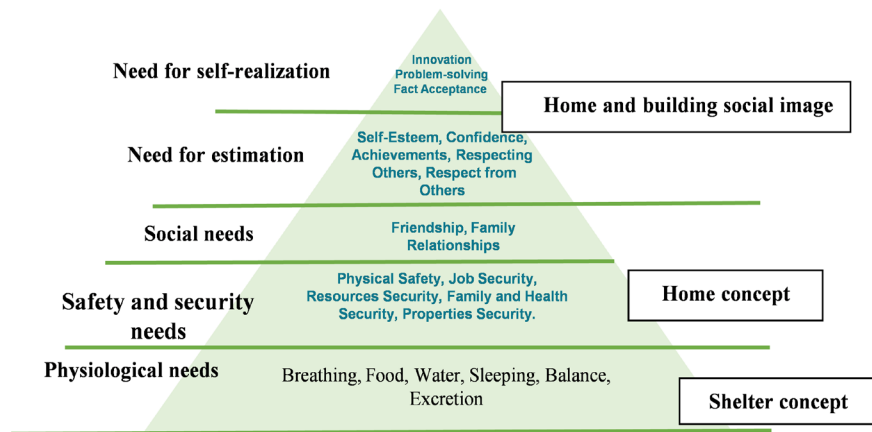 Need for self-realization
Innovation
Problem-solving
Fact Acceptance
Home and building social image
Need for estimation
Self-Esteem, Confidence,
Achievements, Respecting
Others, Respect from
Others
Social needs
Friendship, Family
Relationships
Safety and security
needs
Physical Safety, Job Security,
Resources Security, Family and Health
Security, Properties Security.
Home concept
Physiological needs
Breathing, Food, Water, Sleeping, Balance,
Excretion
Shelter concept